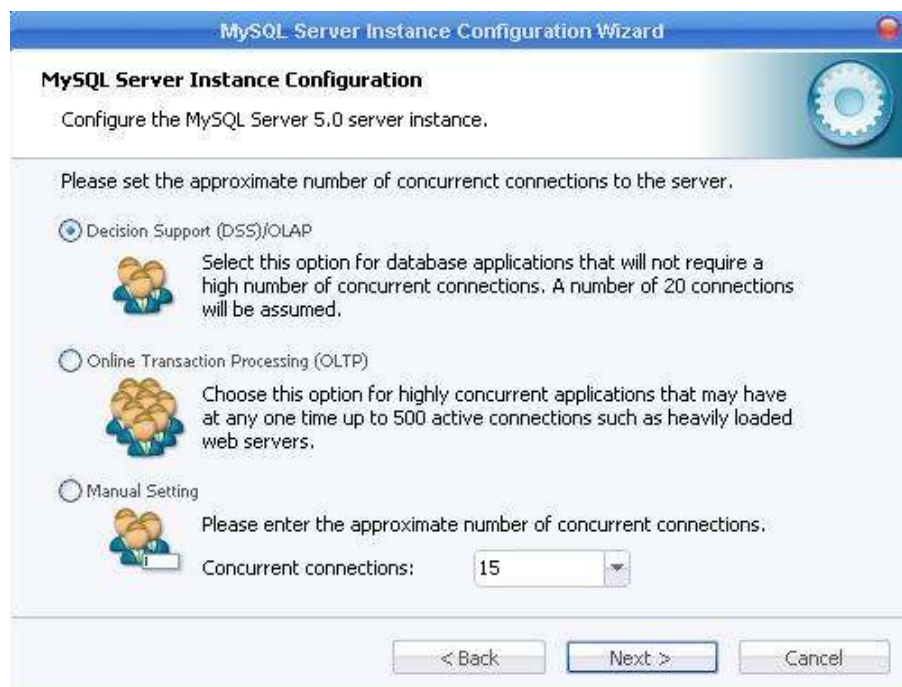 MySQL Server Instance Configuration Wizard
MySQL Server Instance Configuration
Configure the MySQL Server 5.0 server instance.
Please set the approximate number of concurrenct connections to the server.
Decision Support (DSS)/OLAP
Select this option for database applications that will not require a
high number of concurrent connections. A number of 20 connections
will be assumed.
Online Transaction Processing (OLTP)
Choose this option for highly concurrent applications that may have
at any one time up to 500 active connections such as heavily loaded
web servers.
Manual Setting
Please enter the approximate number of concurrent connections.
Concurrent connections: 15
< Back Next > Cancel